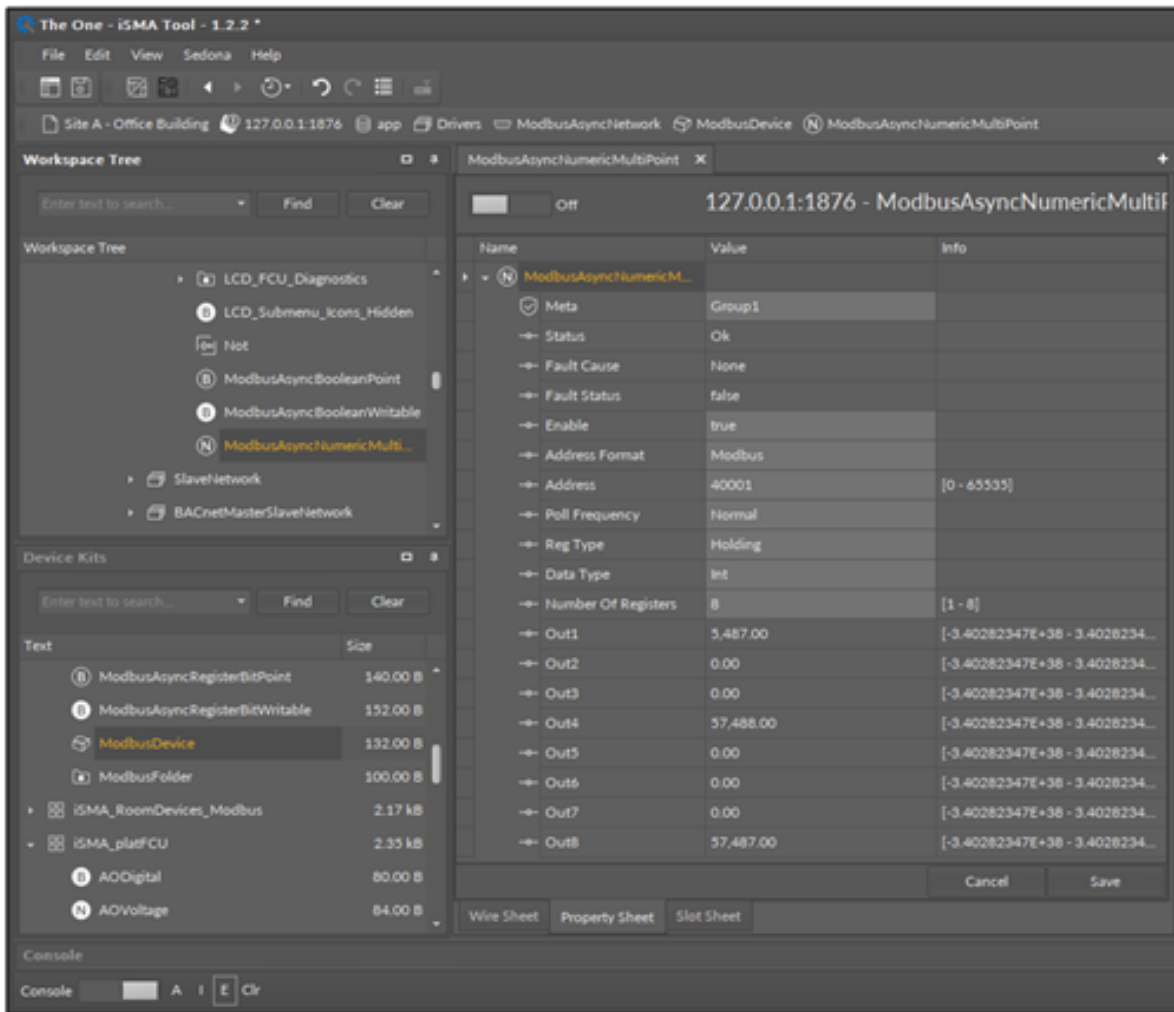 The One - iSMA Tool - 1.2.2 *
File Edit View Sedona Help
Site A - Office Building 127.0.0.1:1876 app Drivers ModbusAsyncNetwork ModbusDevice ModbusAsyncNumericMultiPoint
Workspace Tree
Enter text to search... Find Clear
Workspace Tree
LCD_FCU_Diagnostics
LCD_Submenu_Icons_Hidden
Not
ModbusAsyncBooleanPoint
ModbusAsyncBooleanWritable
ModbusAsyncNumericMulti...
SlaveNetwork
BACnetMasterSlaveNetwork
Device Kits
Enter text to search... Find Clear
Text Size
ModbusAsyncRegisterBitPoint 140.00 B
ModbusAsyncRegisterBitWritable 152.00 B
ModbusDevice 132.00 B
ModbusFolder 100.00 B
iSMA_RoomDevices_Modbus 2.17 kB
iSMA_platFCU 2.35 kB
AODigital 80.00 B
AOVoltage 84.00 B
ModbusAsyncNumericMultiPoint
Off 127.0.0.1:1876 - ModbusAsyncNumericMultiP
Name Value Info
ModbusAsyncNumericM...
Meta Group1
Status Ok
Fault Cause None
Fault Status false
Enable true
Address Format Modbus
Address 40001 [0 - 65535]
Poll Frequency Normal
Reg Type Holding
Data Type Int
Number Of Registers 8 [1 - 8]
Out1 5,487.00 [-3.40282347E+38 - 3.4028234...
Out2 0.00 [-3.40282347E+38 - 3.4028234...
Out3 0.00 [-3.40282347E+38 - 3.4028234...
Out4 57,488.00 [-3.40282347E+38 - 3.4028234...
Out5 0.00 [-3.40282347E+38 - 3.4028234...
Out6 0.00 [-3.40282347E+38 - 3.4028234...
Out7 0.00 [-3.40282347E+38 - 3.4028234...
Out8 57,487.00 [-3.40282347E+38 - 3.4028234...
Cancel Save
Wire Sheet Property Sheet Slot Sheet
Console
Console A I E Clr